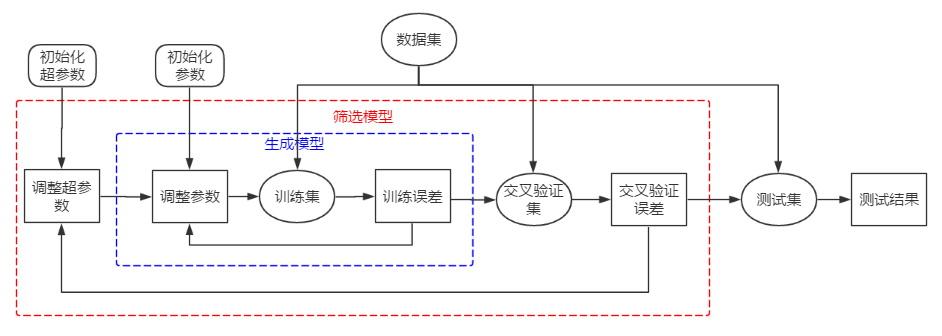 数据集
初始化
超参数
初始化
参数
筛选模型
生成模型
调整超参
数
调整参数
训练集
训练误差
交叉验证
集
交叉验证
误差
测试集
测试结果